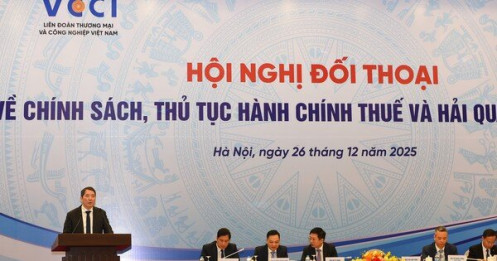 VCCI
LIÊN ĐOÀN THƯƠNG MẠI
VÀ CÔNG NGHIỆP VIỆT NAM
HỘI NGHỊ ĐỐI THOẠI
VỀ CHÍNH SÁCH, THỦ TỤC HÀNH CHÍNH THUẾ VÀ HẢI QU
Hà Nội, ngày 26 tháng 12 năm 2025